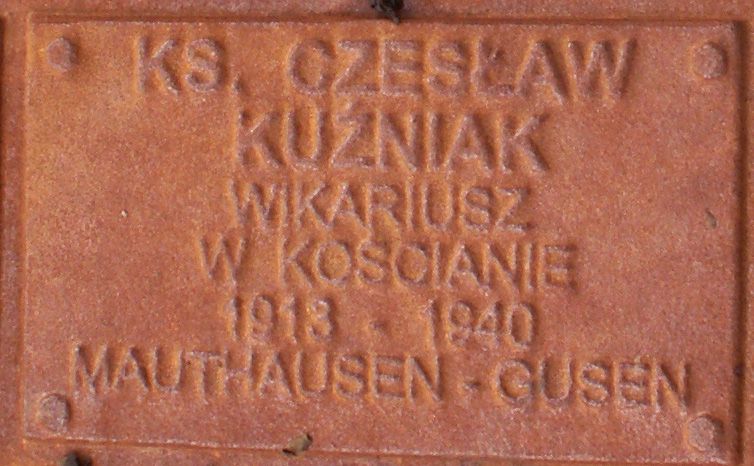 KS. CZESŁAW
KUŹNIAK
WIKARIUSZ
W KOŚCIANIE
1913 - 1940
MAUTHAUSEN - GUSEN